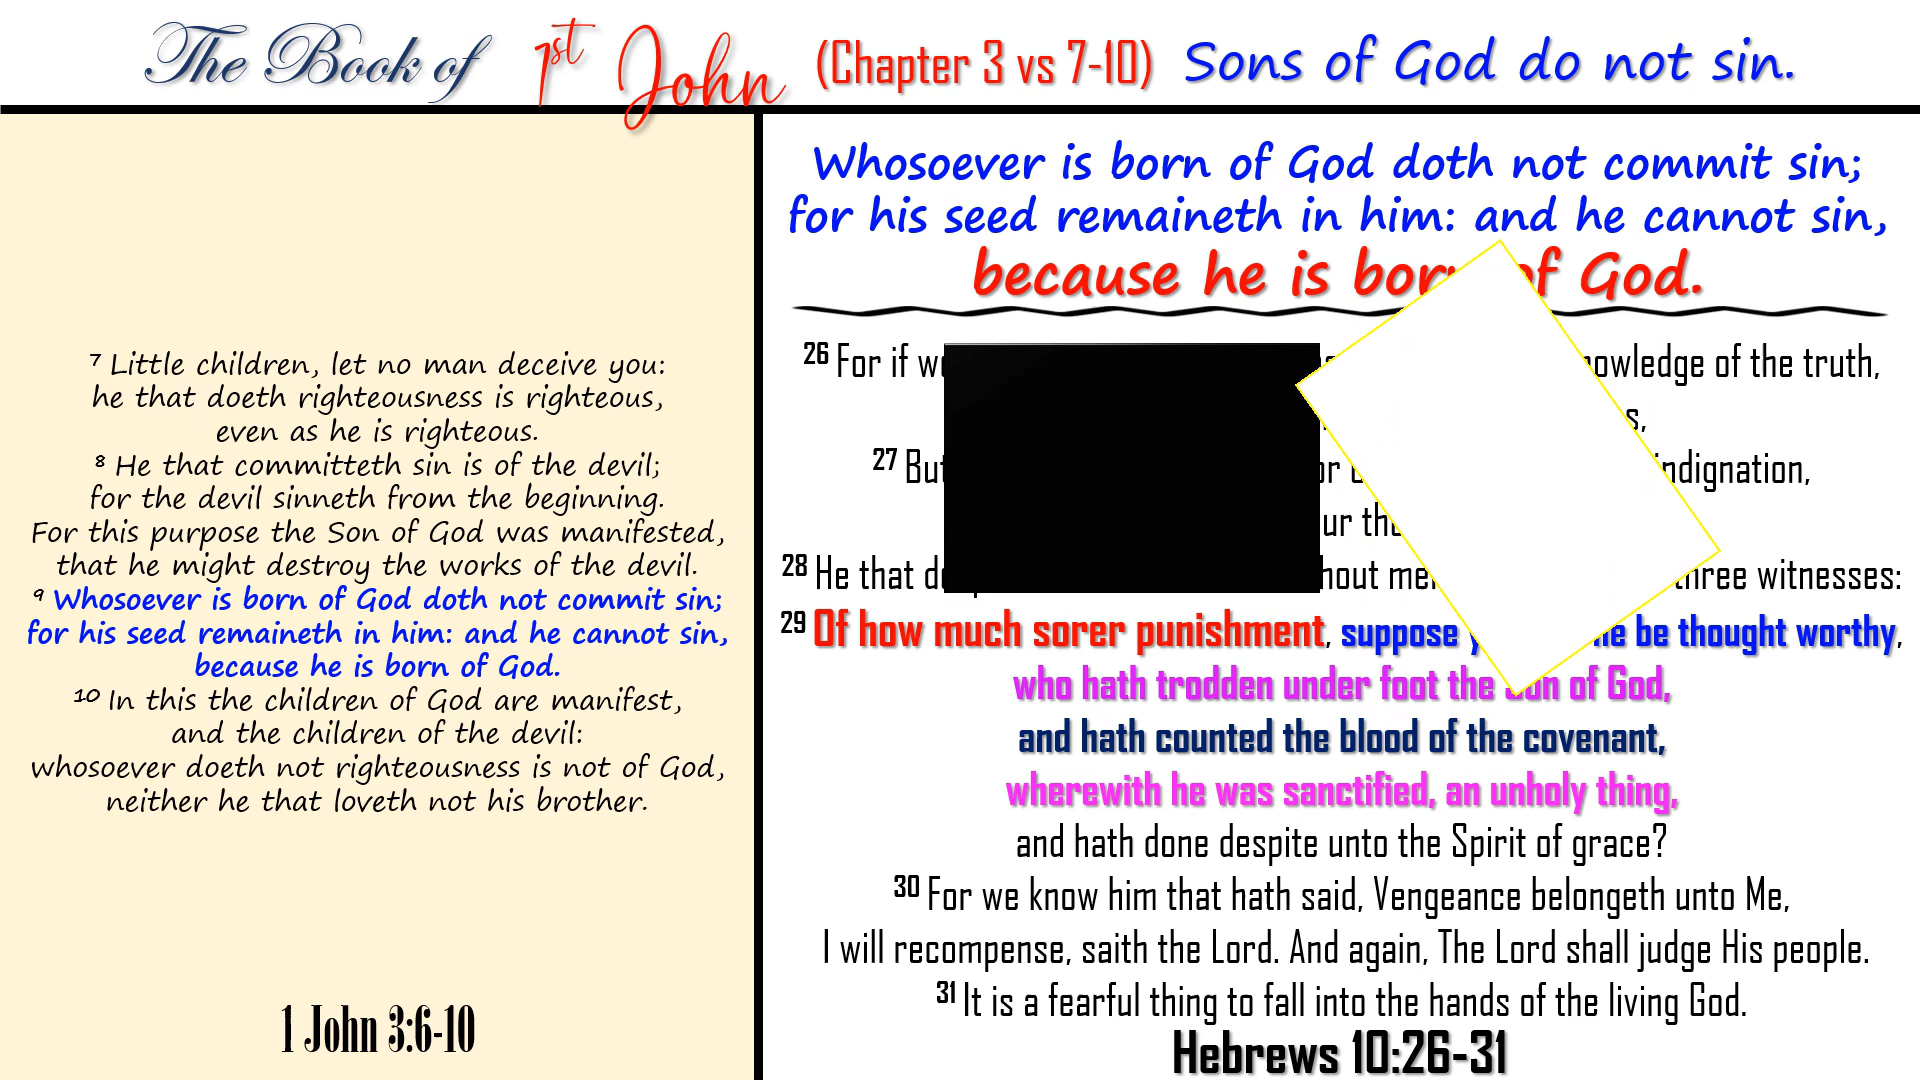 The Book of 1st John (Chapter 3 vs 7-10) Sons of God do not sin.
7 Little children, let no man deceive you:
he that doeth righteousness is righteous,
even as he is righteous.
8 He that committeth sin is of the devil;
for the devil sinneth from the beginning.
For this purpose the Son of God was manifested,
that he might destroy the works of the devil.
9 Whosoever is born of God doth not commit sin;
for his seed remaineth in him: and he cannot sin,
because he is born of God.
10 In this the children of God are manifest,
and the children of the devil:
whosoever doeth not righteousness is not of God,
neither he that loveth not his brother.
1 John 3:6-10
Whosoever is born of God doth not commit sin;
for his seed remaineth in him: and he cannot sin,
because he is of God.
26 For if of the truth,
27 indignation,
28 He that three witnesses:
29 Of how much sorer punishment, suppose be thought worthy,
who hath trodden under foot the of God,
and hath counted the blood of the covenant,
wherewith he was sanctified, an unholy thing,
and hath done despite unto the Spirit of grace?
30 For we know him that hath said, Vengeance belongeth unto Me,
I will recompense, saith the Lord. And again, The Lord shall judge His people.
31 It is a fearful thing to fall into the hands of the living God.
Hebrews 10:26-31